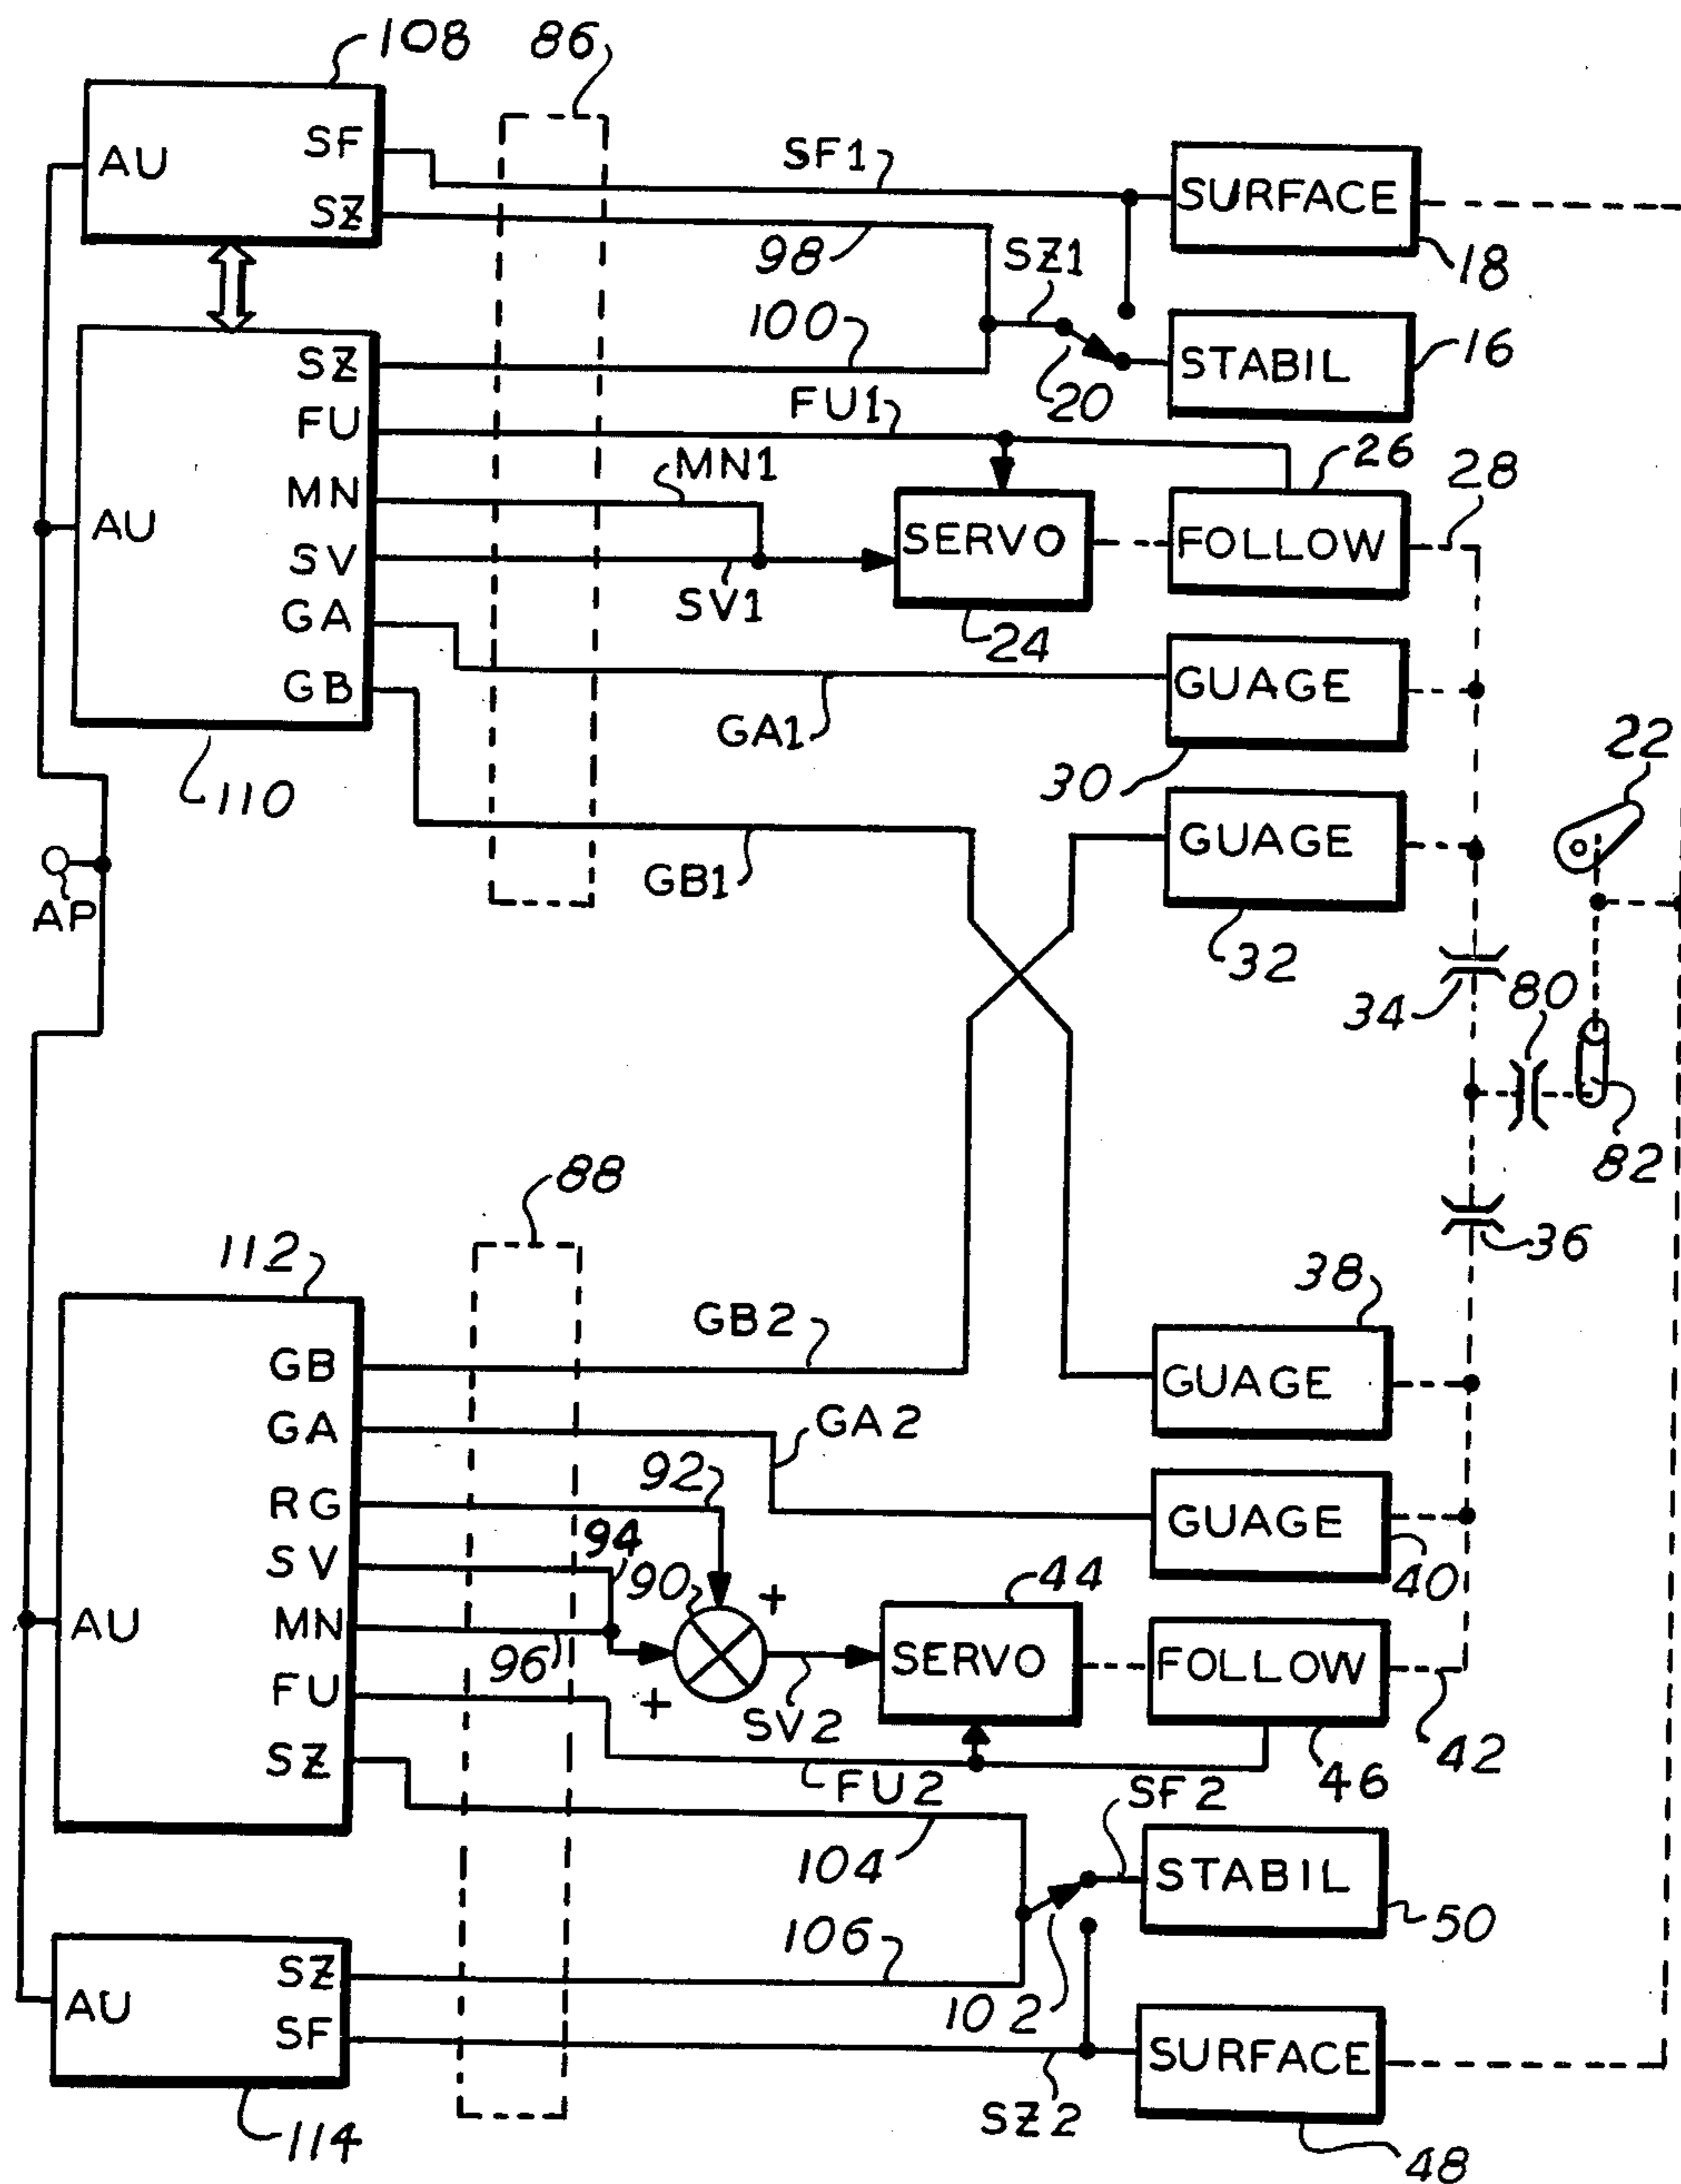 108
86
AU
SF
SZ
SF1
SURFACE
98
SZ1
18
100
SZ
STABIL
16
20
FU
FU1
26
28
MN
MN1
AU
SERVO
FOLLOW
SV
SV1
24
GA
GUAGE
GB
GA1
30
22
110
GUAGE
GB1
AP
32
34
80
82
88
36
112
38
GB2
GB
GUAGE
GA2
GA
92
RG
GUAGE
94
SV
90
+
44
40
AU
MN
96
SERVO
FOLLOW
FU
+
SV2
42
SZ
FU2
46
SF2
104
STABIL
50
106
SZ
102
AU
SF
SURFACE
SZ2
114
48